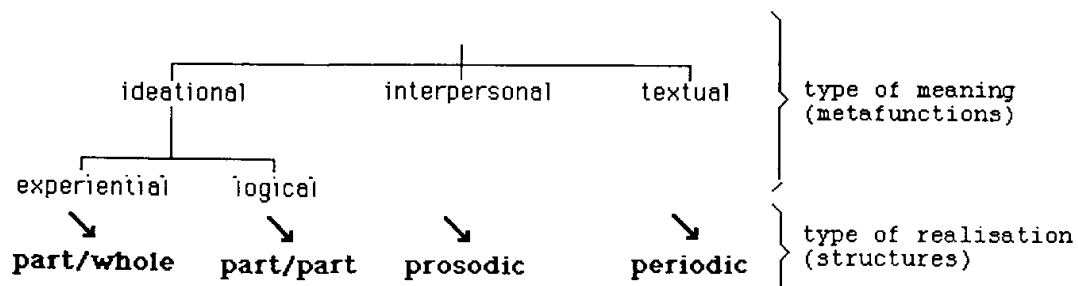 ideational interpersonal textual
type of meaning
(metafunctions)
experiential logical
part/whole part/part prosodic periodic
type of realisation
(structures)